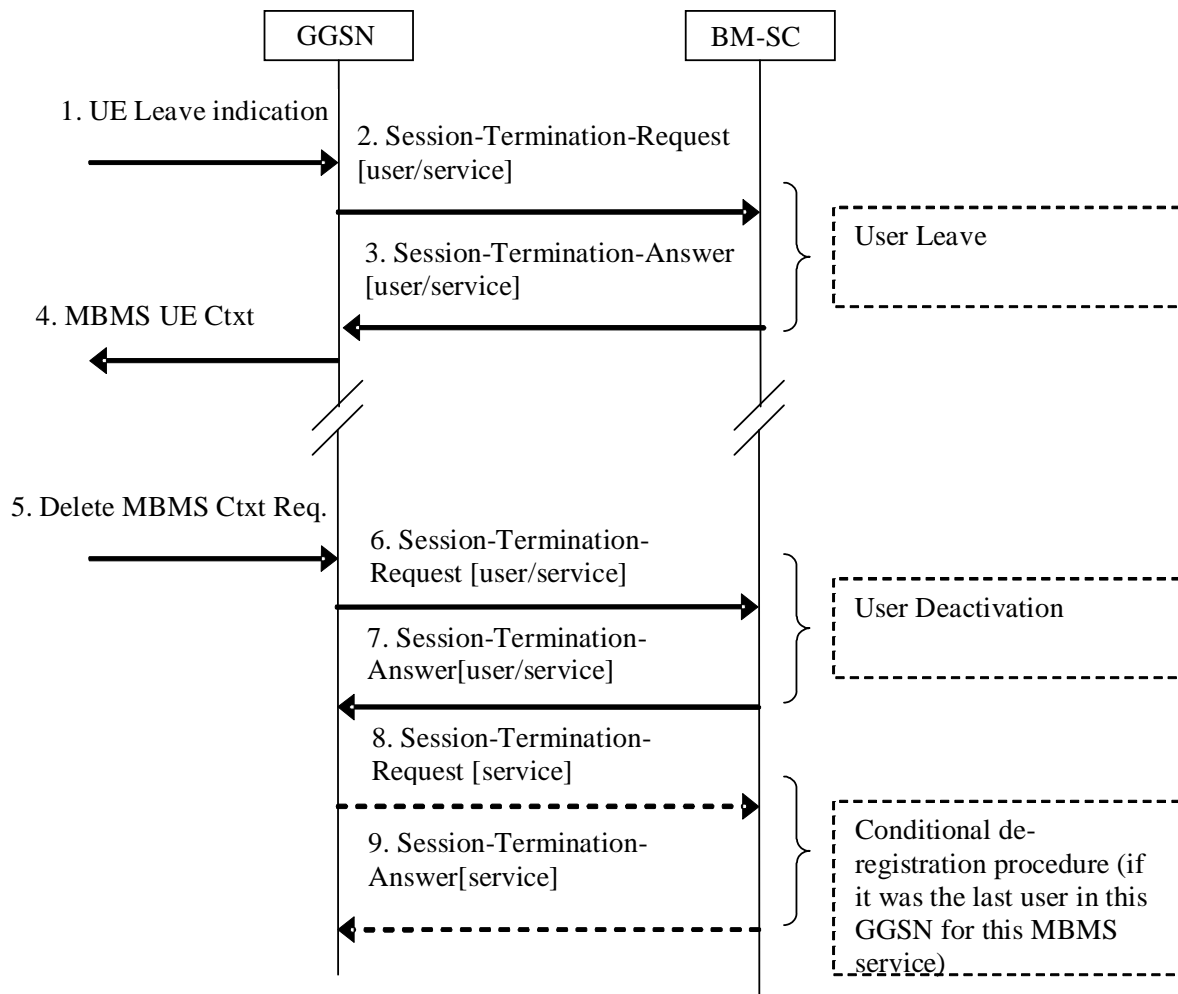 GGSN
BM-SC
1. UE Leave indication
2. Session-Termination-Request
[user/service]
3. Session-Termination-Answer
[user/service]
User Leave
4. MBMS UE Ctxt
5. Delete MBMS Ctxt Req.
6. Session-Termination-
Request [user/service]
User Deactivation
7. Session-Termination-
Answer[user/service]
8. Session-Termination-
Request [service]
9. Session-Termination-
Answer[service]
Conditional de-
registration procedure (if
it was the last user in this
GGSN for this MBMS
service)